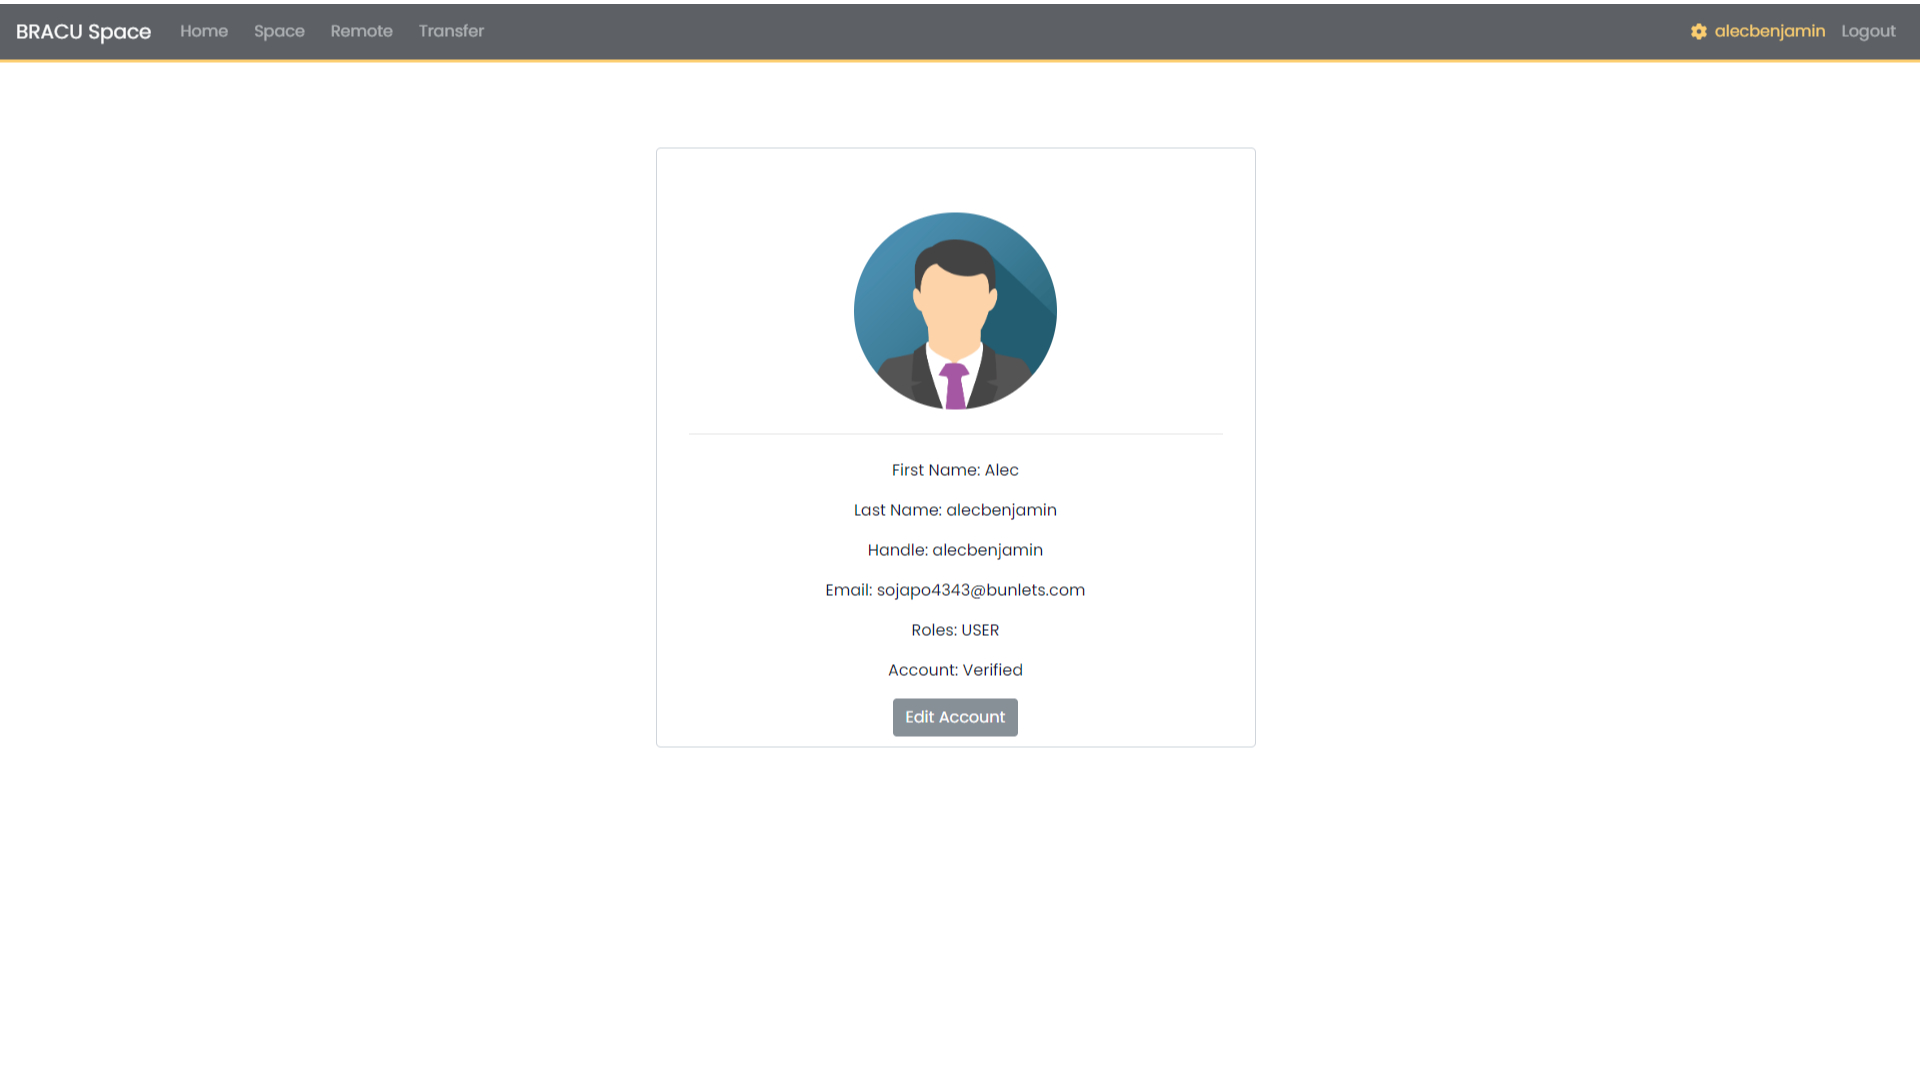 BRACU Space Home Space Remote Transfer alecbenjamin Logout
First Name: Alec
Last Name: alecbenjamin
Handle: alecbenjamin
Email: sojapo4343@bunlets.com
Roles: USER
Account: Verified
Edit Account